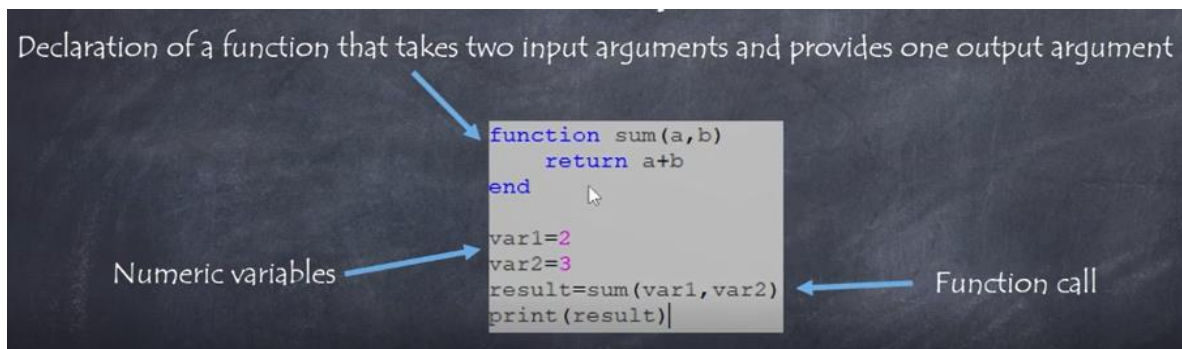 Declaration of a function that takes two input arguments and provides one output argument
function sum(a,b)
    return a+b
end
var1=2
var2=3
result=sum(var1,var2)
print(result)
Numeric variables
Function call